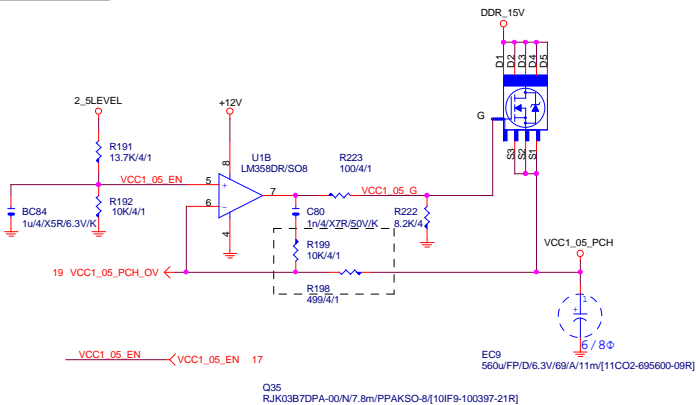 DDR_15V
D1
D2
D3
D4
D5
G
S3
S2
S1
2_5LEVEL
+12V
R191
13.7K/4/1
U1B
LM358DR/SO8
8
R223
100/4/1
VCC1_05_EN
5
+
7
VCC1_05_G
6
-
4
BC84
1u/4/X5R/6.3V/K
R192
10K/4/1
C80
1n/4/X7R/50V/K
R222
8.2K/4
R199
10K/4/1
VCC1_05_PCH
19 VCC1_05_PCH_OV
R198
499/4/1
1
+
6/8Φ
VCC1_05_EN
VCC1_05_EN 17
EC9
560u/FP/D/6.3V/69/A/11m/[11CO2-695600-09R]
Q35
RJK03B7DPA-00/N/7.8m/PPAKSO-8/[10IF9-100397-21R]